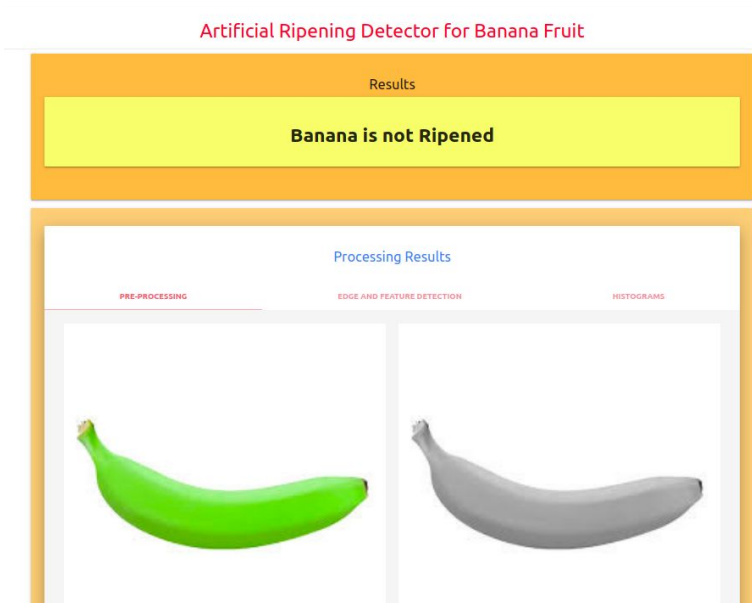 Artificial Ripening Detector for Banana Fruit
Results
Banana is not Ripened
Processing Results
PRE-PROCESSING
EDGE AND FEATURE DETECTION
HISTOGRAMS